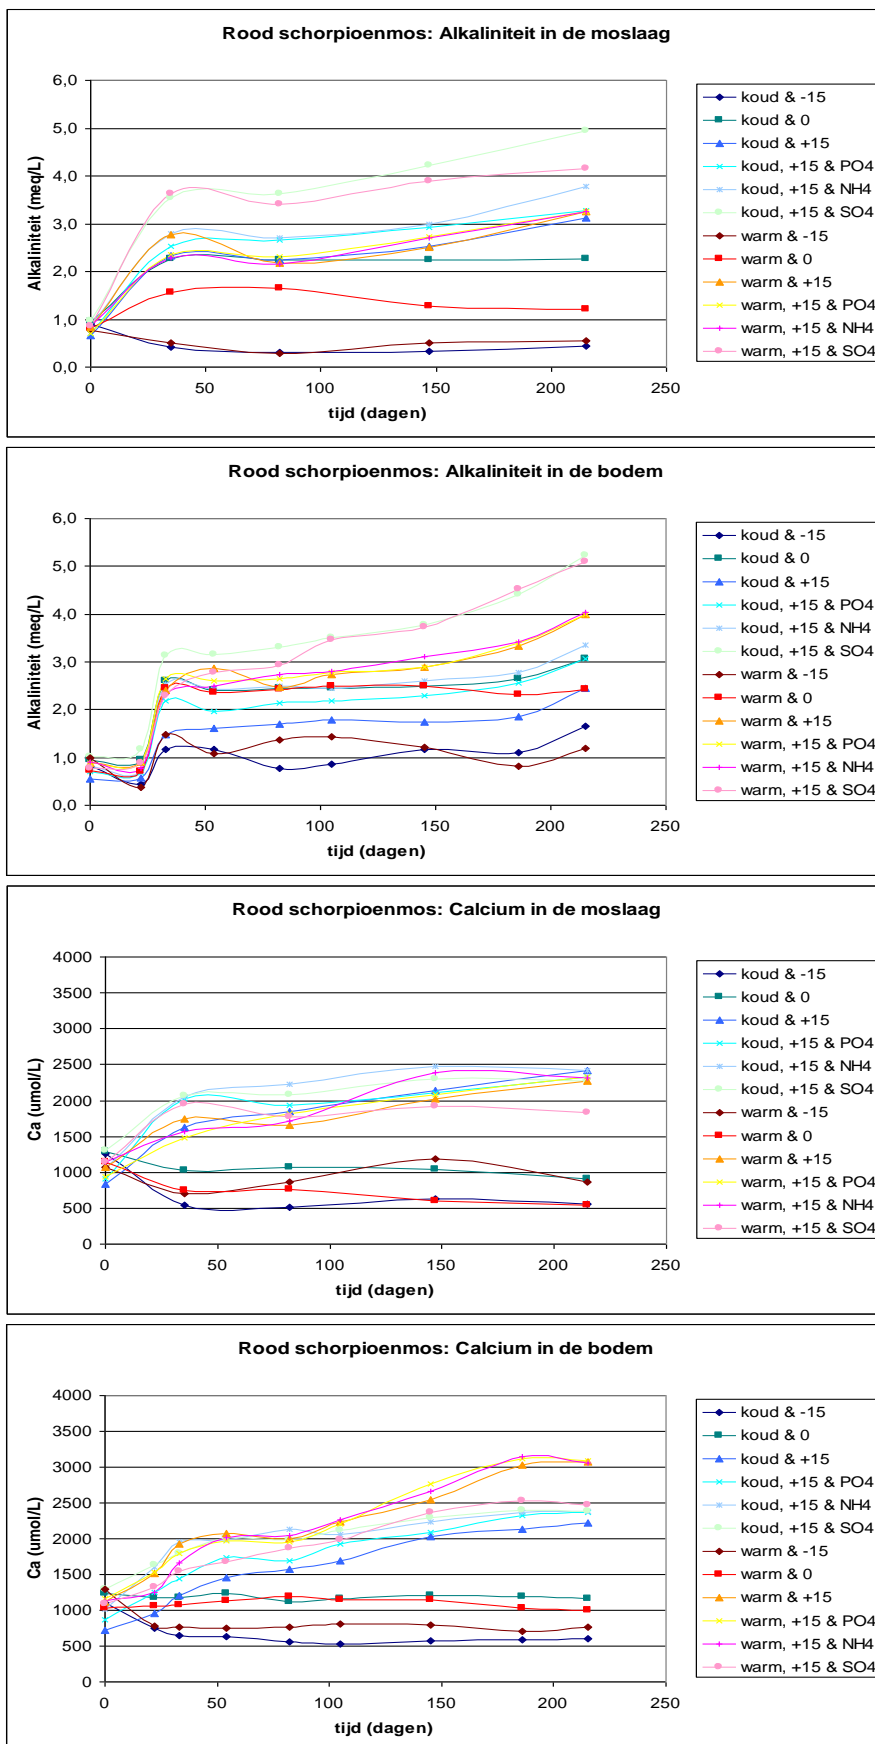 Rood schorpioenmos: Alkaliniteit in de moslaag
Alkaliniteit (meq/L)
6,0
5,0
4,0
3,0
2,0
1,0
0,0
0 50 100 150 200 250
tijd (dagen)
koud & -15
koud & 0
koud & +15
koud, +15 & PO4
koud, +15 & NH4
koud, +15 & SO4
warm & -15
warm & 0
warm & +15
warm, +15 & PO4
warm, +15 & NH4
warm, +15 & SO4
Rood schorpioenmos: Alkaliniteit in de bodem
Alkaliniteit (meq/L)
6,0
5,0
4,0
3,0
2,0
1,0
0,0
0 50 100 150 200 250
tijd (dagen)
koud & -15
koud & 0
koud & +15
koud, +15 & PO4
koud, +15 & NH4
koud, +15 & SO4
warm & -15
warm & 0
warm & +15
warm, +15 & PO4
warm, +15 & NH4
warm, +15 & SO4
Rood schorpioenmos: Calcium in de moslaag
Ca (umol/L)
4000
3500
3000
2500
2000
1500
1000
500
0
0 50 100 150 200 250
tijd (dagen)
koud & -15
koud & 0
koud & +15
koud, +15 & PO4
koud, +15 & NH4
koud, +15 & SO4
warm & -15
warm & 0
warm & +15
warm, +15 & PO4
warm, +15 & NH4
warm, +15 & SO4
Rood schorpioenmos: Calcium in de bodem
Ca (umol/L)
4000
3500
3000
2500
2000
1500
1000
500
0
0 50 100 150 200 250
tijd (dagen)
koud & -15
koud & 0
koud & +15
koud, +15 & PO4
koud, +15 & NH4
koud, +15 & SO4
warm & -15
warm & 0
warm & +15
warm, +15 & PO4
warm, +15 & NH4
warm, +15 & SO4